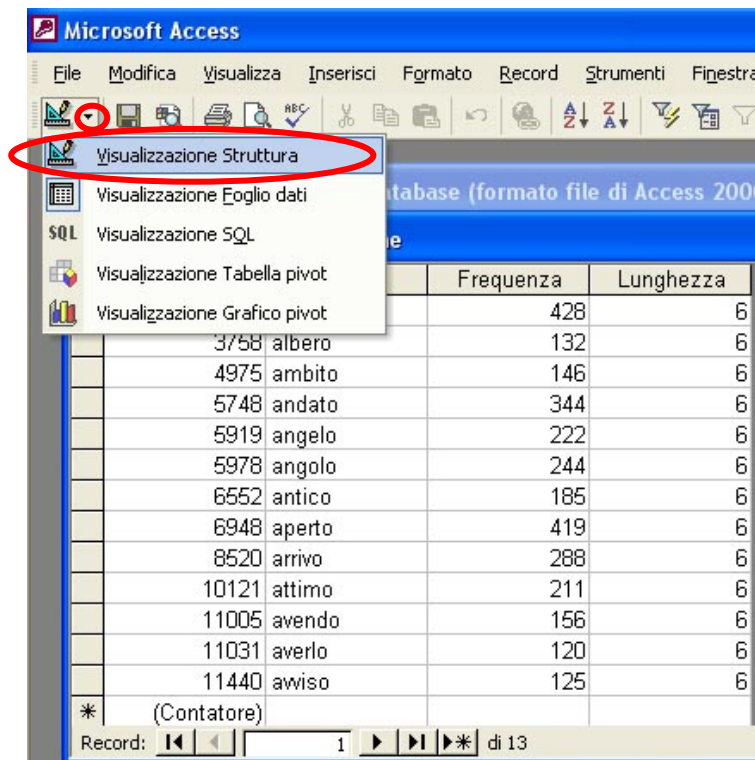 Microsoft Access
File Modifica Visualizza Inserisci Formato Record Strumenti Finestra
ABC A Z Z A
Visualizzazione Struttura
Visualizzazione Foglio dati
SQL Visualizzazione SQL
Visualizzazione Tabella pivot
Visualizzazione Grafico pivot
tabase (formato file di Access 200
ne
Frequenza Lunghezza
428 6
3758 albero 132 6
4975 ambito 146 6
5748 andato 344 6
5919 angelo 222 6
5978 angolo 244 6
6552 antico 185 6
6948 aperto 419 6
8520 arrivo 288 6
10121 attimo 211 6
11005 avendo 156 6
11031 averlo 120 6
11440 avviso 125 6
(Contatore)
Record: 1 di 13